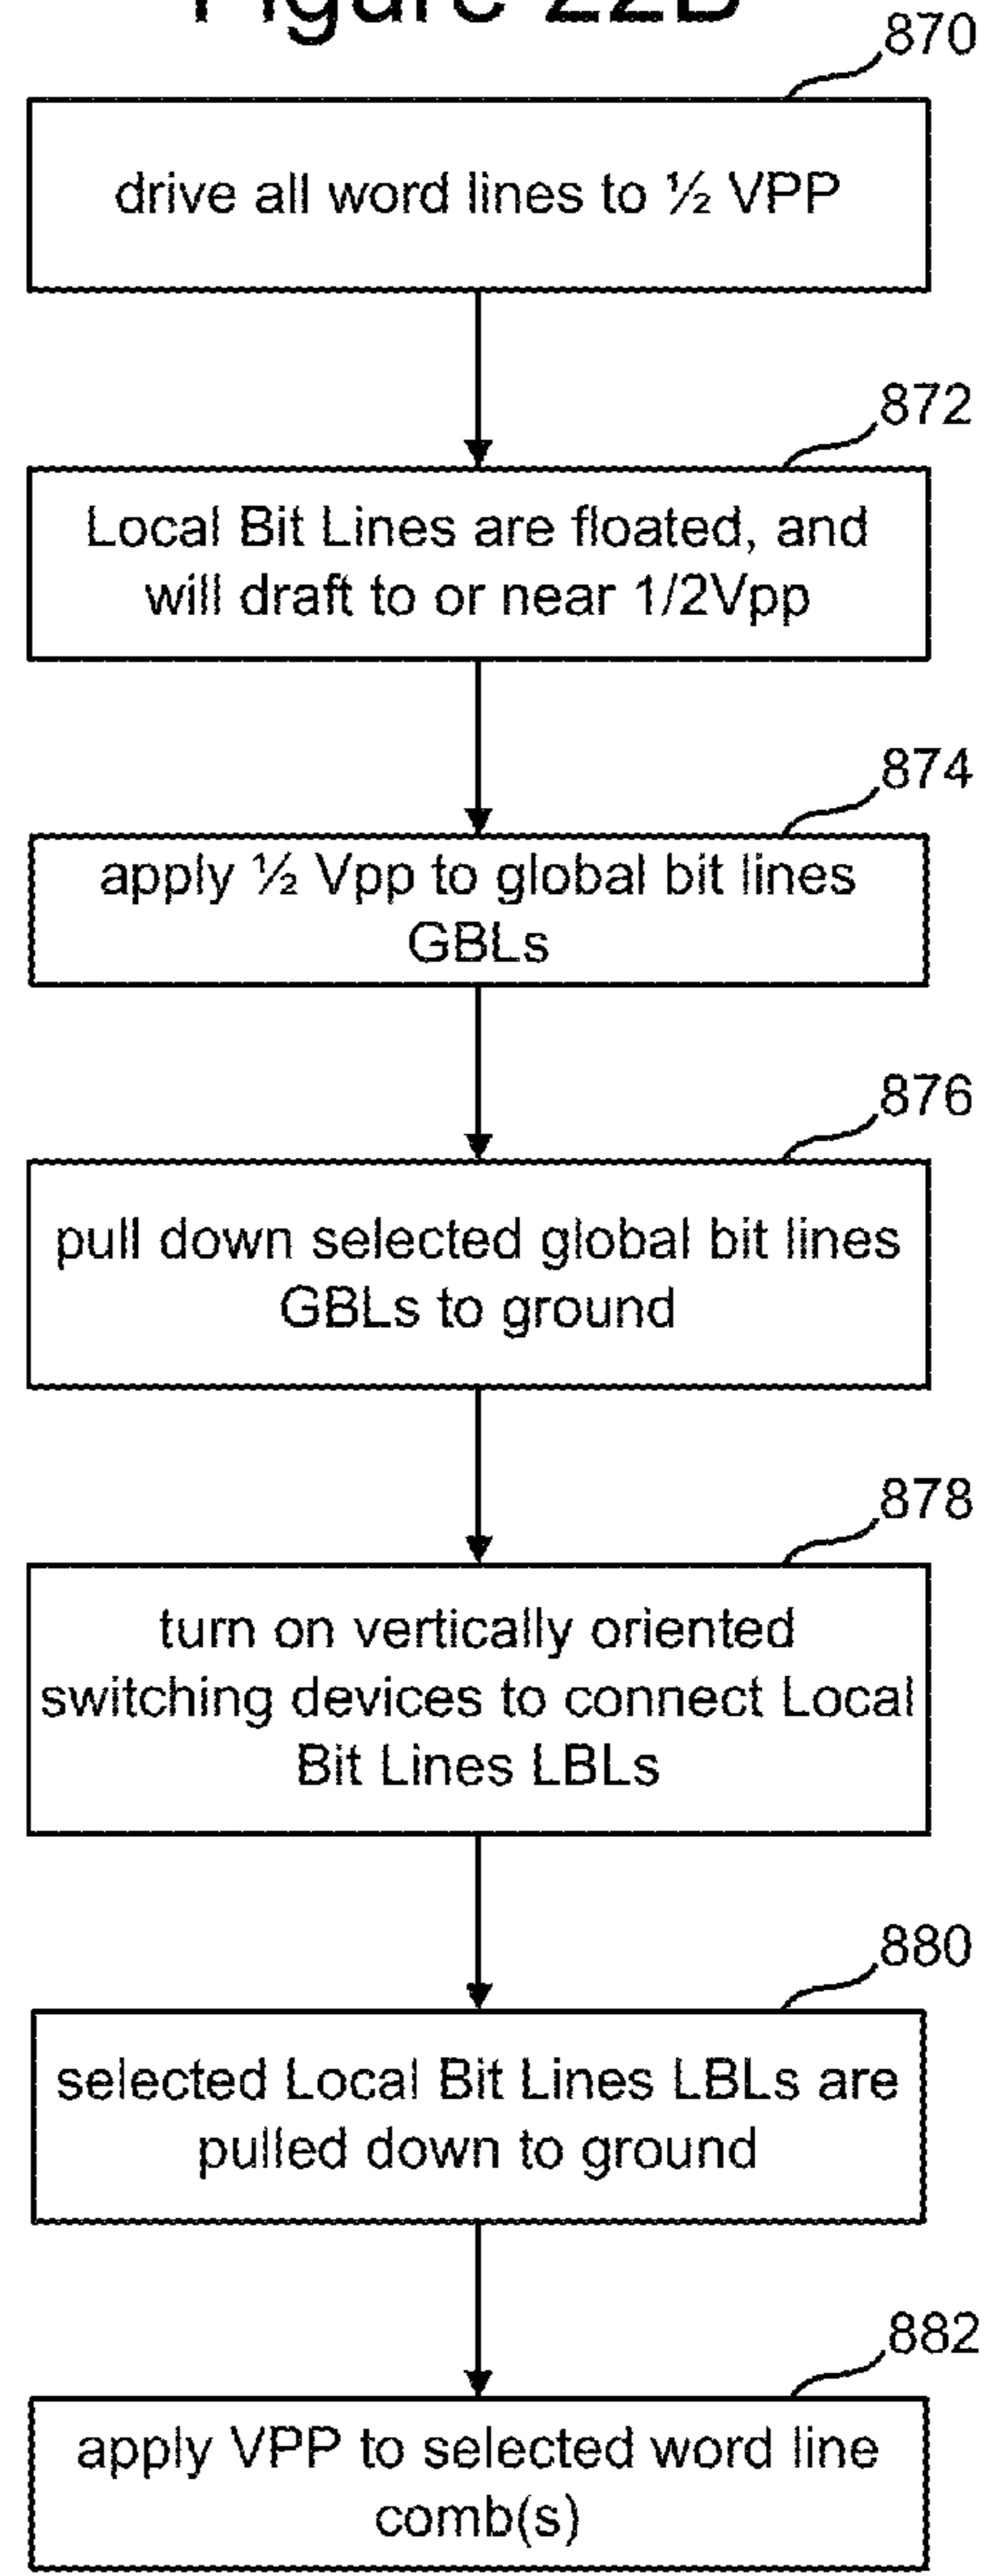 Figure 22B
870
drive all word lines to ½ VPP
872
Local Bit Lines are floated, and
will draft to or near 1/2Vpp
874
apply ½ Vpp to global bit lines
GBLs
876
pull down selected global bit lines
GBLs to ground
878
turn on vertically oriented
switching devices to connect Local
Bit Lines LBLs
880
selected Local Bit Lines LBLs are
pulled down to ground
882
apply VPP to selected word line
comb(s)